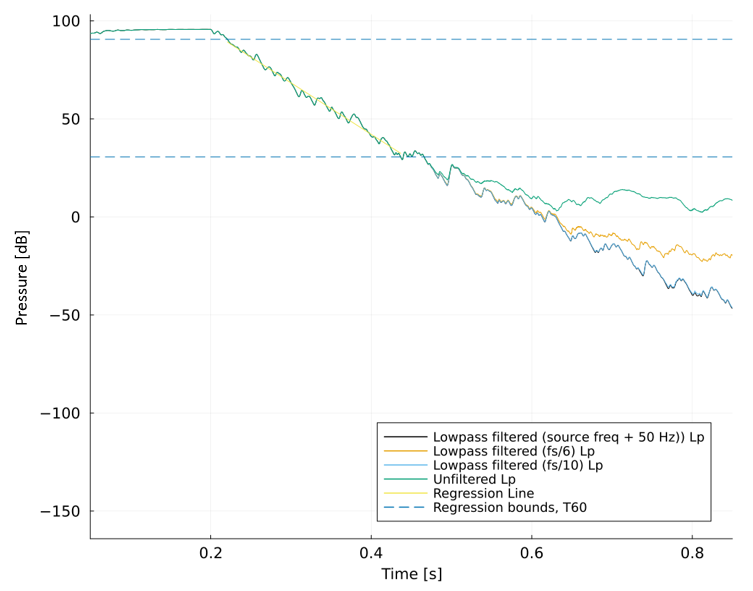 100
50
0
−50
−100
−150
Pressure [dB]
Lowpass filtered (source freq + 50 Hz)) Lp
Lowpass filtered (fs/6) Lp
Lowpass filtered (fs/10) Lp
Unfiltered Lp
Regression Line
Regression bounds, T60
0.2
0.4
0.6
0.8
Time [s]